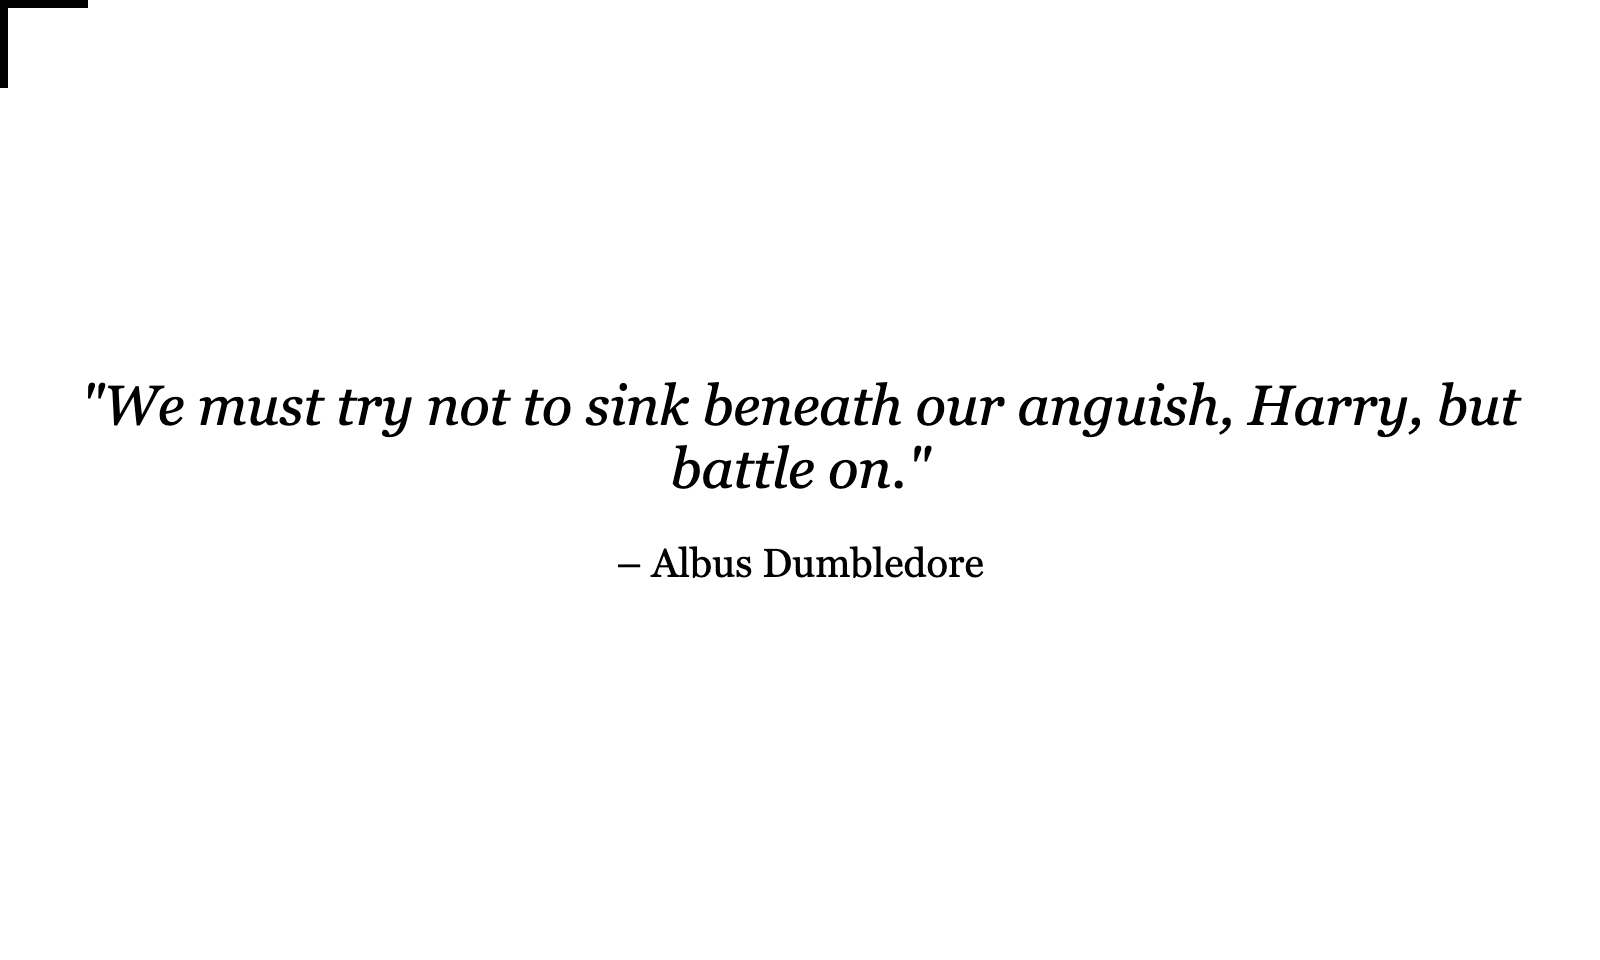 "We must try not to sink beneath our anguish, Harry, but
battle on."
– Albus Dumbledore